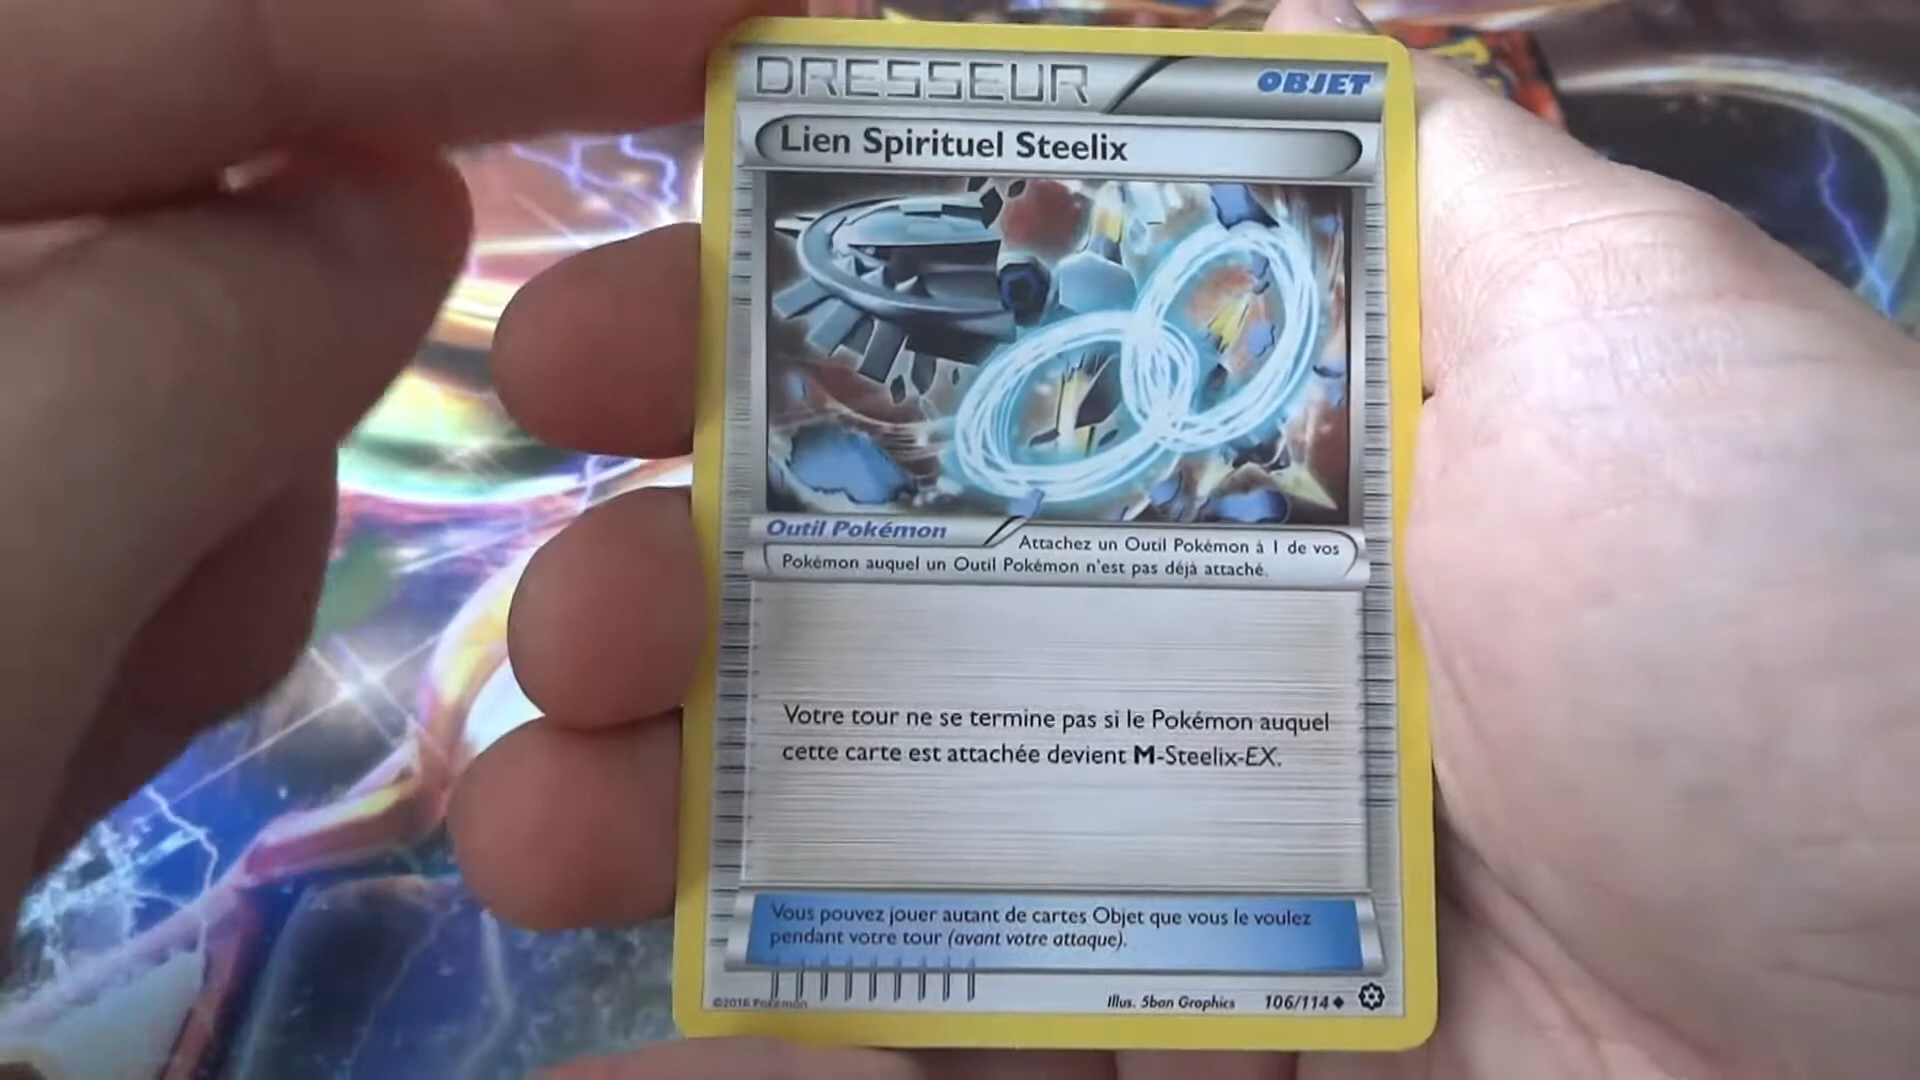 DRESSEUR OBJET
Lien Spirituel Steelix
Outil Pokémon Attachez un Outil Pokémon à 1 de vos
Pokémon auquel un Outil Pokémon n'est pas déjà attaché.
Votre tour ne se termine pas si le Pokémon auquel
cette carte est attachée devient M-Steelix-EX.
Vous pouvez jouer autant de cartes Objet que vous le voulez
pendant votre tour (avant votre attaque).
©2016 Pokémon Illus. 5ban Graphics 106/114